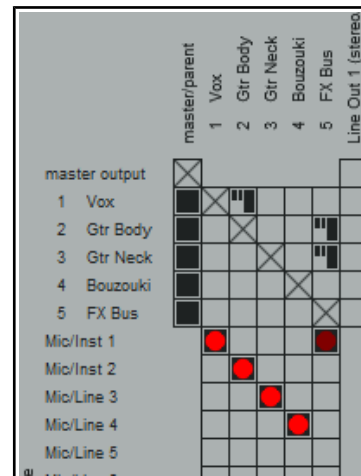 master/parent
1 Vox
2 Gtr Body
3 Gtr Neck
4 Bouzouki
5 FX Bus
Line Out 1 (stereo
master output
1 Vox
2 Gtr Body
3 Gtr Neck
4 Bouzouki
5 FX Bus
Mic/Inst 1
Mic/Inst 2
Mic/Line 3
Mic/Line 4
Mic/Line 5